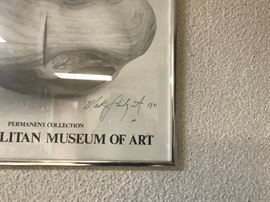 PERMANENT COLLECTION
LITAN MUSEUM OF ART